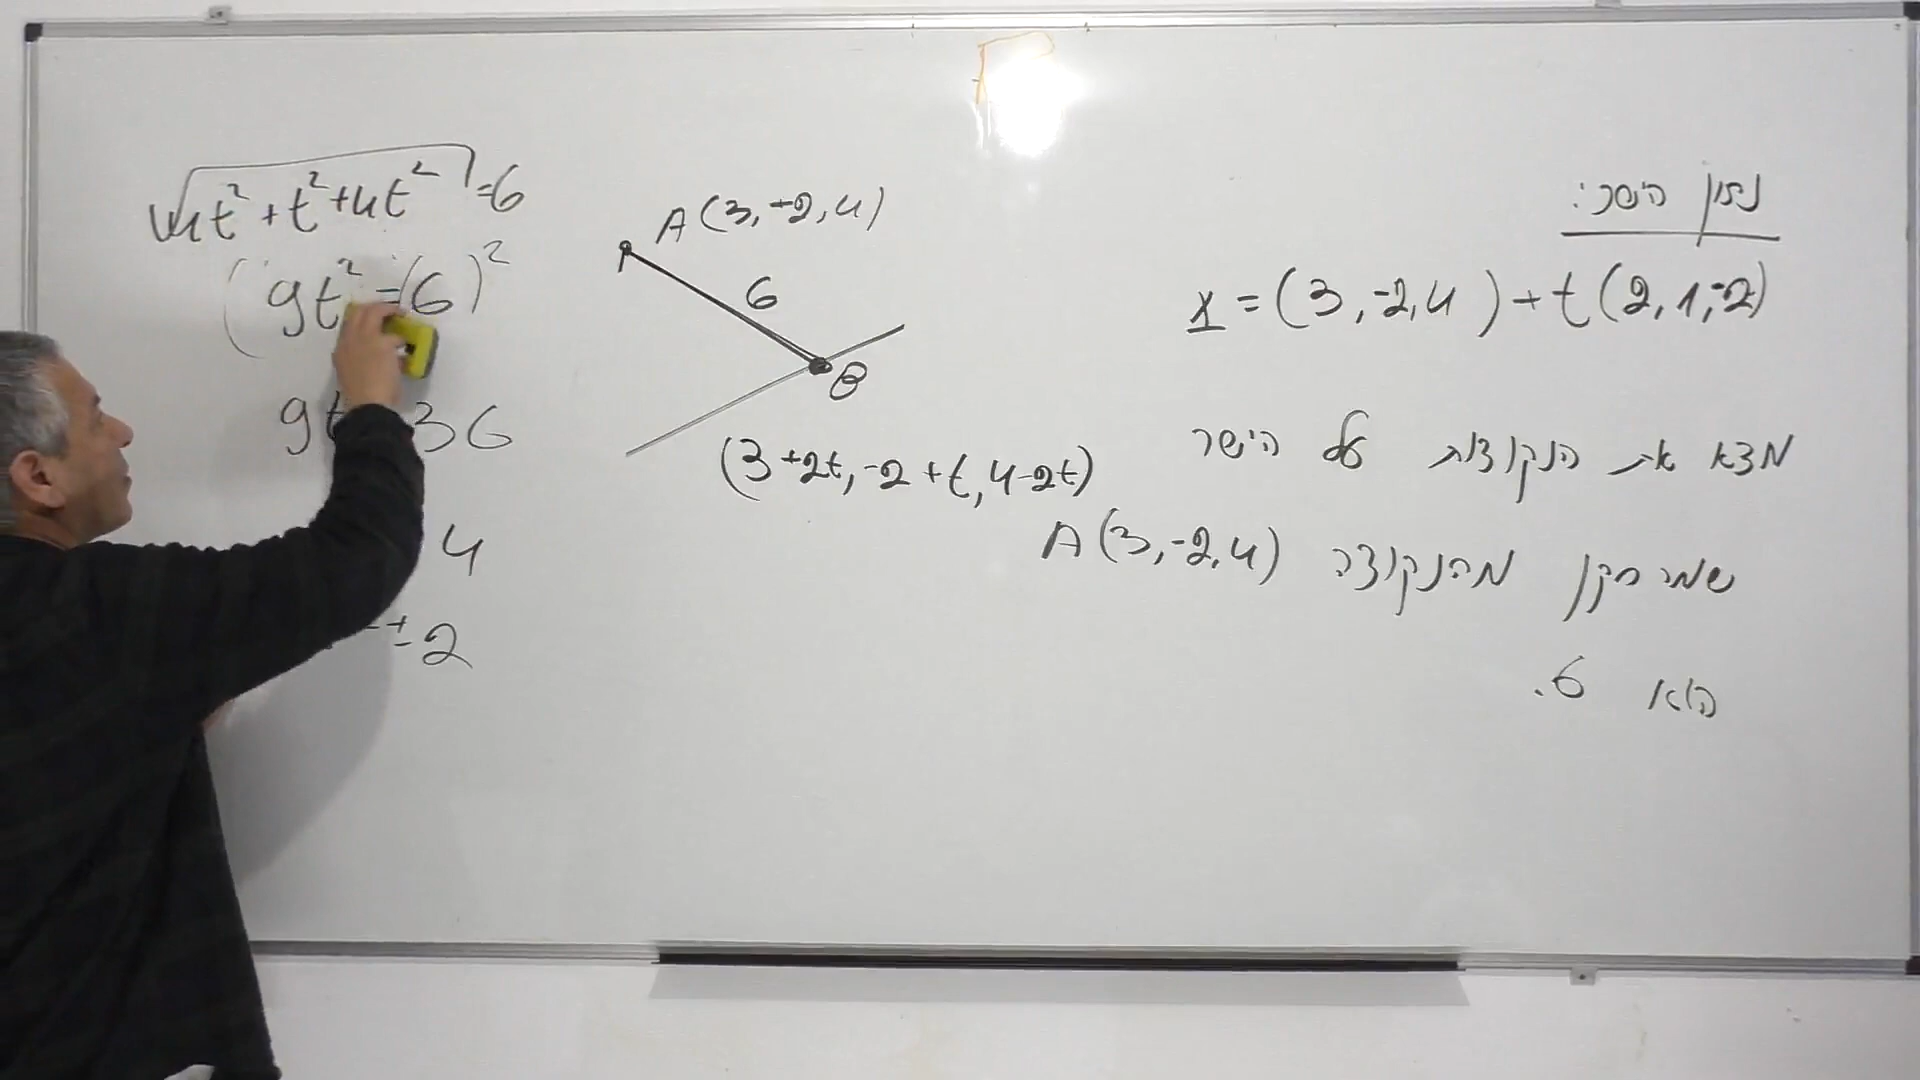 נתון הישר:
x = (3, -2, 4) + t(2, 1, -2)
מצא את הנקודות על הישר
שמרחקן מהנקודה A(3, -2, 4)
הוא 6.
A(3, -2, 4)
6
B
(3+2t, -2+t, 4-2t)
√4t²+t²+4t² = 6
(9t² = (6)²
9t 36
4
±2